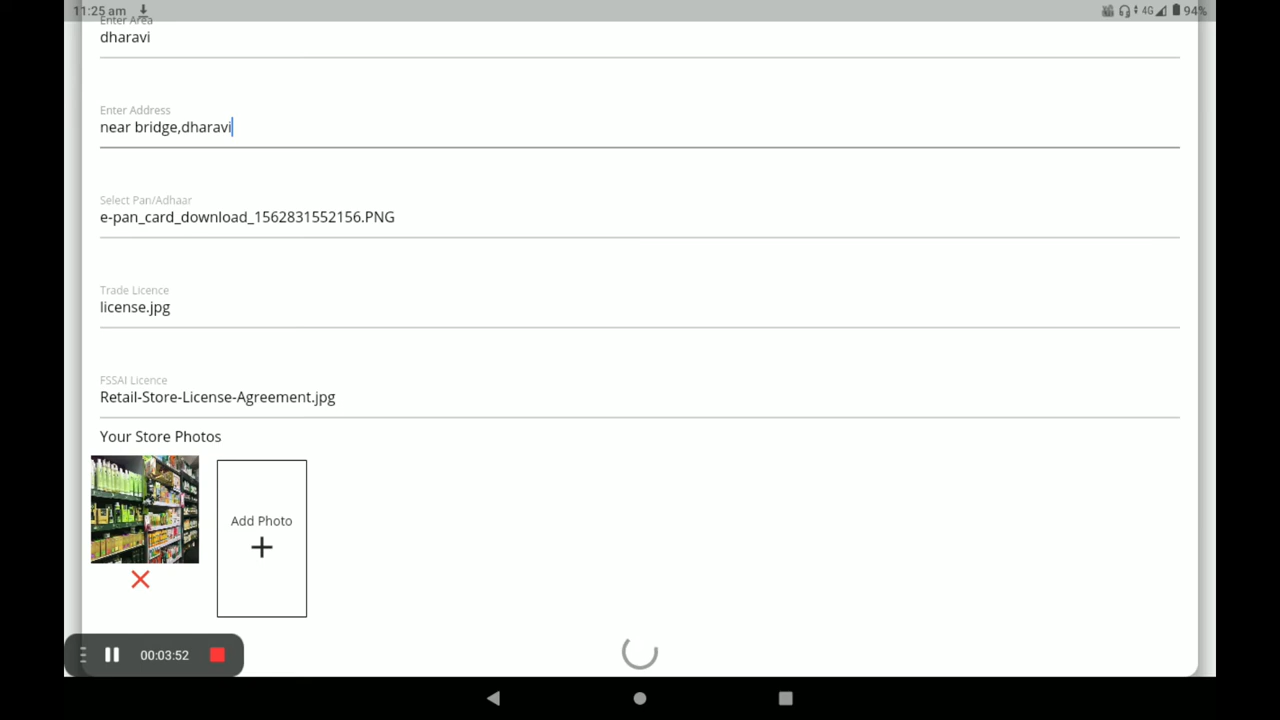 11:25 am
4G 94%
Enter Area
dharavi
Enter Address
near bridge,dharavi
Select Pan/Adhaar
e-pan_card_download_1562831552156.PNG
Trade Licence
license.jpg
FSSAI Licence
Retail-Store-License-Agreement.jpg
Your Store Photos
Add Photo
00:03:52